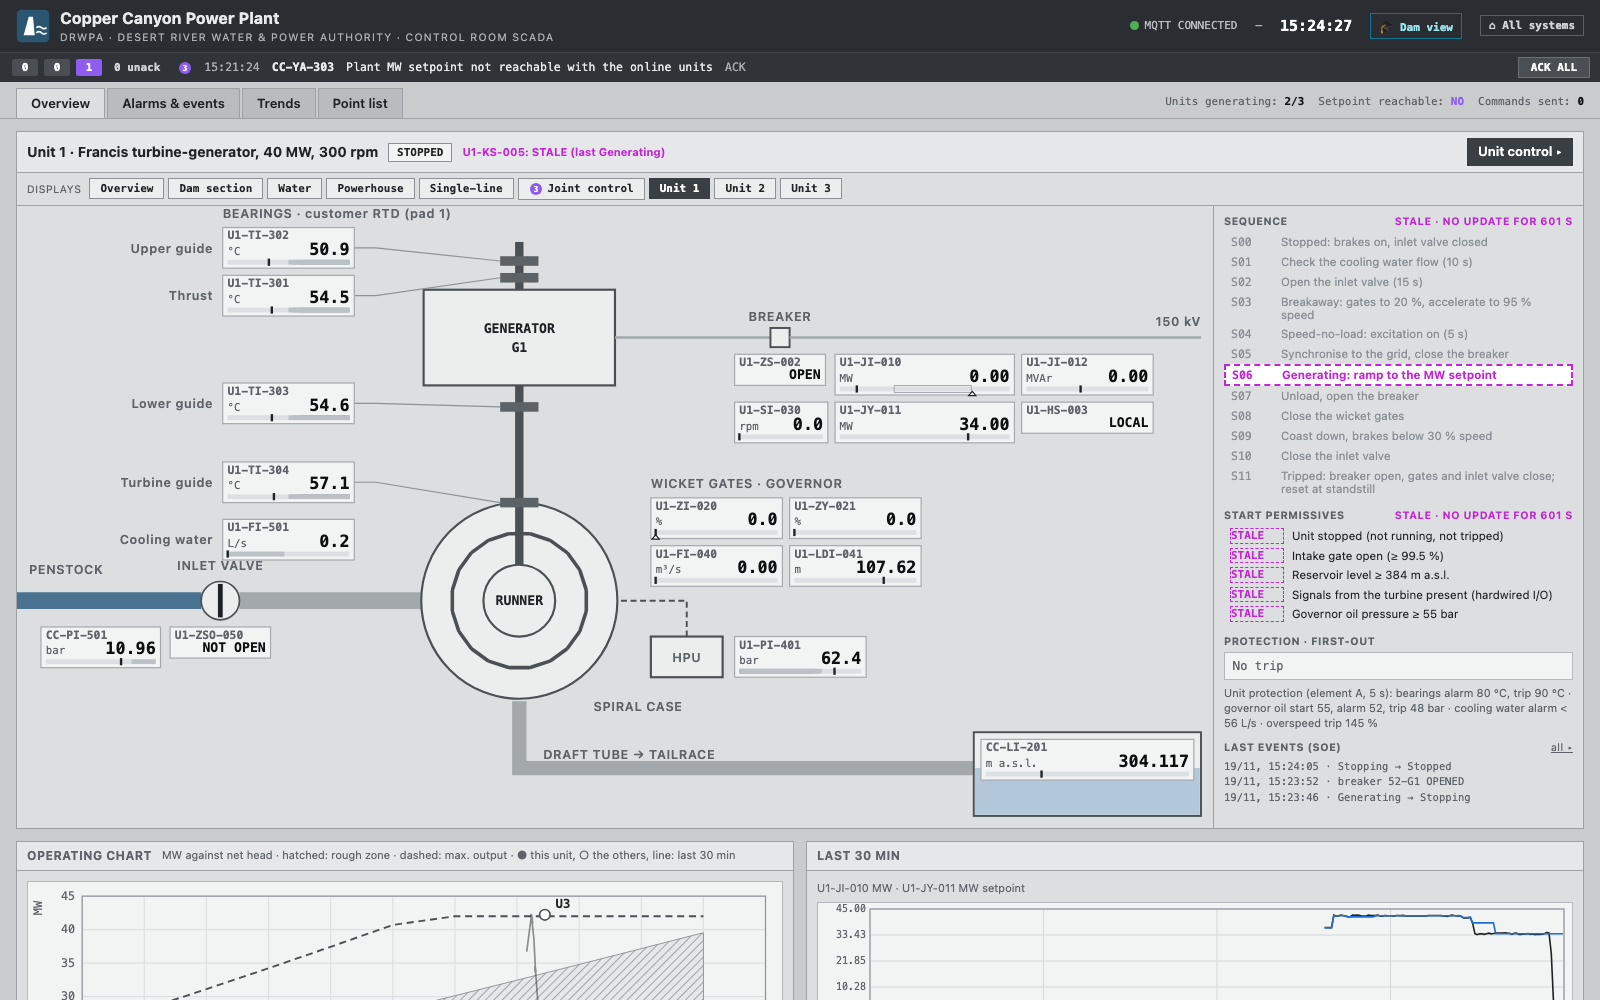 Copper Canyon Power Plant
DRWPA · DESERT RIVER WATER & POWER AUTHORITY · CONTROL ROOM SCADA
MQTT CONNECTED — 15:24:27 Dam view All systems
0 0 1 0 unack 3 15:21:24 CC-YA-303 Plant MW setpoint not reachable with the online units ACK ACK ALL
Overview Alarms & events Trends Point list Units generating: 2/3 Setpoint reachable: NO Commands sent: 0
Unit 1 · Francis turbine-generator, 40 MW, 300 rpm STOPPED U1-KS-005: STALE (last Generating) Unit control ▸
DISPLAYS Overview Dam section Water Powerhouse Single-line 3 Joint control Unit 1 Unit 2 Unit 3
BEARINGS · customer RTD (pad 1)
Upper guide U1-TI-302 °C 50.9
Thrust U1-TI-301 °C 54.5
GENERATOR
G1
BREAKER
150 kV
U1-ZS-002 OPEN
U1-JI-010 MW 0.00
U1-JI-012 MVAr 0.00
U1-SI-030 rpm 0.0
U1-JY-011 MW 34.00
U1-HS-003 LOCAL
Lower guide U1-TI-303 °C 54.6
Turbine guide U1-TI-304 °C 57.1
Cooling water U1-FI-501 L/s 0.2
WICKET GATES · GOVERNOR
U1-ZI-020 % 0.0
U1-ZY-021 % 0.0
U1-FI-040 m³/s 0.00
U1-LDI-041 m 107.62
PENSTOCK
INLET VALVE
RUNNER
CC-PI-501 bar 10.96
U1-ZSO-050 NOT OPEN
HPU
U1-PI-401 bar 62.4
SPIRAL CASE
DRAFT TUBE → TAILRACE
CC-LI-201 m a.s.l. 304.117
SEQUENCE STALE · NO UPDATE FOR 601 S
S00 Stopped: brakes on, inlet valve closed
S01 Check the cooling water flow (10 s)
S02 Open the inlet valve (15 s)
S03 Breakaway: gates to 20 %, accelerate to 95 %
speed
S04 Speed-no-load: excitation on (5 s)
S05 Synchronise to the grid, close the breaker
S06 Generating: ramp to the MW setpoint
S07 Unload, open the breaker
S08 Close the wicket gates
S09 Coast down, brakes below 30 % speed
S10 Close the inlet valve
S11 Tripped: breaker open, gates and inlet valve close;
reset at standstill
START PERMISSIVES STALE · NO UPDATE FOR 601 S
STALE Unit stopped (not running, not tripped)
STALE Intake gate open (≥ 99.5 %)
STALE Reservoir level ≥ 384 m a.s.l.
STALE Signals from the turbine present (hardwired I/O)
STALE Governor oil pressure ≥ 55 bar
PROTECTION · FIRST-OUT
No trip
Unit protection (element A, 5 s): bearings alarm 80 °C, trip 90 °C ·
governor oil start 55, alarm 52, trip 48 bar · cooling water alarm <
56 L/s · overspeed trip 145 %
LAST EVENTS (SOE) all ▸
19/11, 15:24:05 · Stopping → Stopped
19/11, 15:23:52 · breaker 52-G1 OPENED
19/11, 15:23:46 · Generating → Stopping
OPERATING CHART MW against net head · hatched: rough zone · dashed: max. output · ● this unit, ○ the others, line: last 30 min
MW
45
40
35
30
U3
LAST 30 MIN
U1-JI-010 MW · U1-JY-011 MW setpoint
45.00
33.43
21.85
10.28